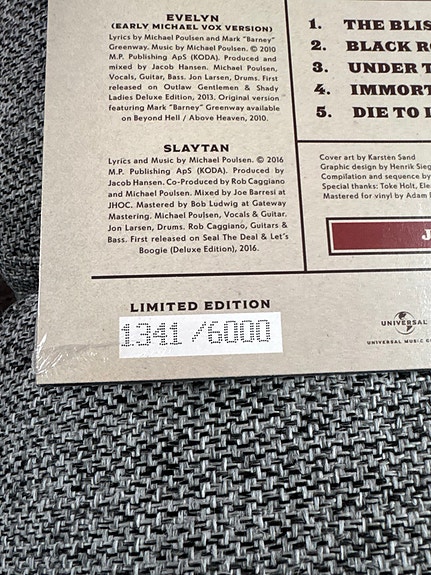 EVELYN
(EARLY MICHAEL VOX VERSION)
Lyrics by Michael Poulsen and Mark "Barney"
Greenway. Music by Michael Poulsen. © 2010
M.P. Publishing ApS (KODA). Produced and
mixed by Jacob Hansen. Michael Poulsen,
Vocals, Guitar, Bass. Jon Larsen, Drums. First
released on Outlaw Gentlemen & Shady
Ladies Deluxe Edition, 2013. Original version
featuring Mark "Barney" Greenway available
on Beyond Hell / Above Heaven, 2010.
SLAYTAN
Lyrics and Music by Michael Poulsen. © 2016
M.P. Publishing ApS (KODA). Produced by
Jacob Hansen. Co-Produced by Rob Caggiano
and Michael Poulsen. Mixed by Joe Barresi at
JHOC. Mastered by Bob Ludwig at Gateway
Mastering. Michael Poulsen, Vocals & Guitar.
Jon Larsen, Drums. Rob Caggiano, Guitars &
Bass. First released on Seal The Deal & Let's
Boogie (Deluxe Edition), 2016.
LIMITED EDITION
1341 /6000
1. THE BLIS
2. BLACK R
3. UNDER T
4. IMMORT
5. DIE TO
Cover art by Karsten Sand
Graphic design by Henrik Sieg
Compilation and sequence by
Special thanks: Toke Holt, Ele
Mastered for vinyl by Adam
J
UNIVERSAL
UNIVERSAL MUSIC